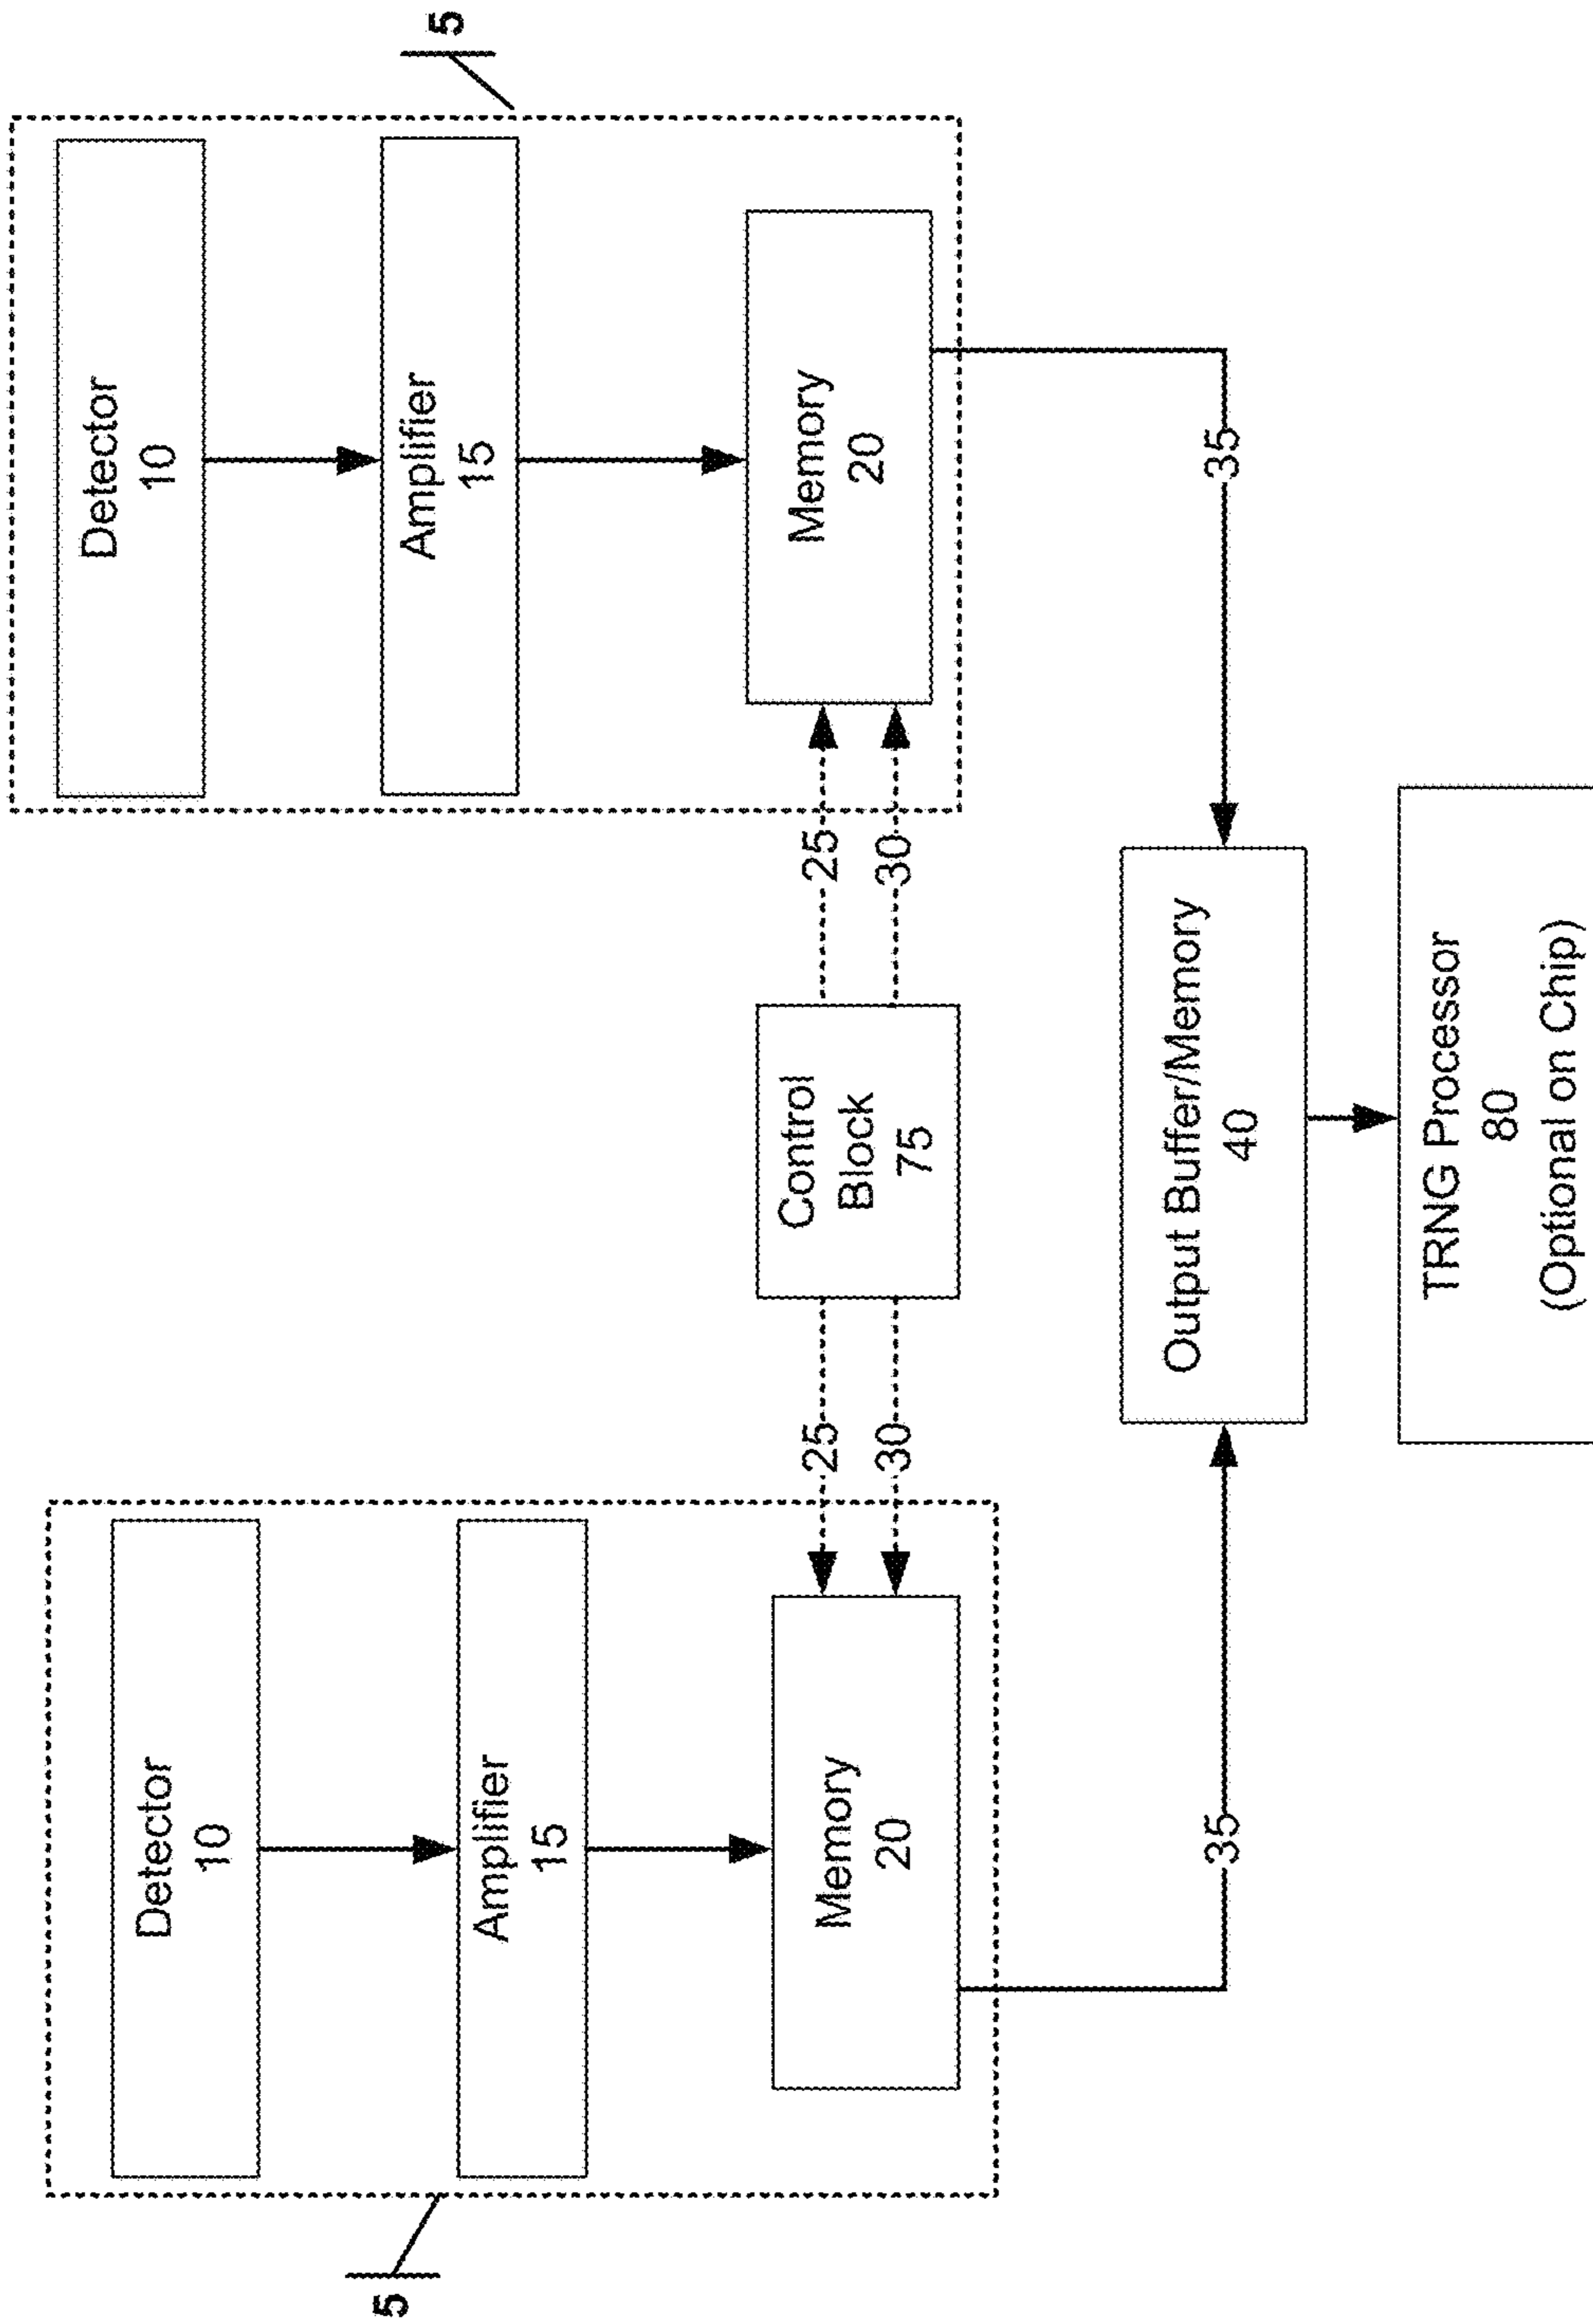 5
Detector
10
Amplifier
15
Memory
20
25
30
35
Control
Block
75
Output Buffer/Memory
40
TRNG Processor
80
(Optional on Chip)
5
Detector
10
Amplifier
15
Memory
20
25
30
35